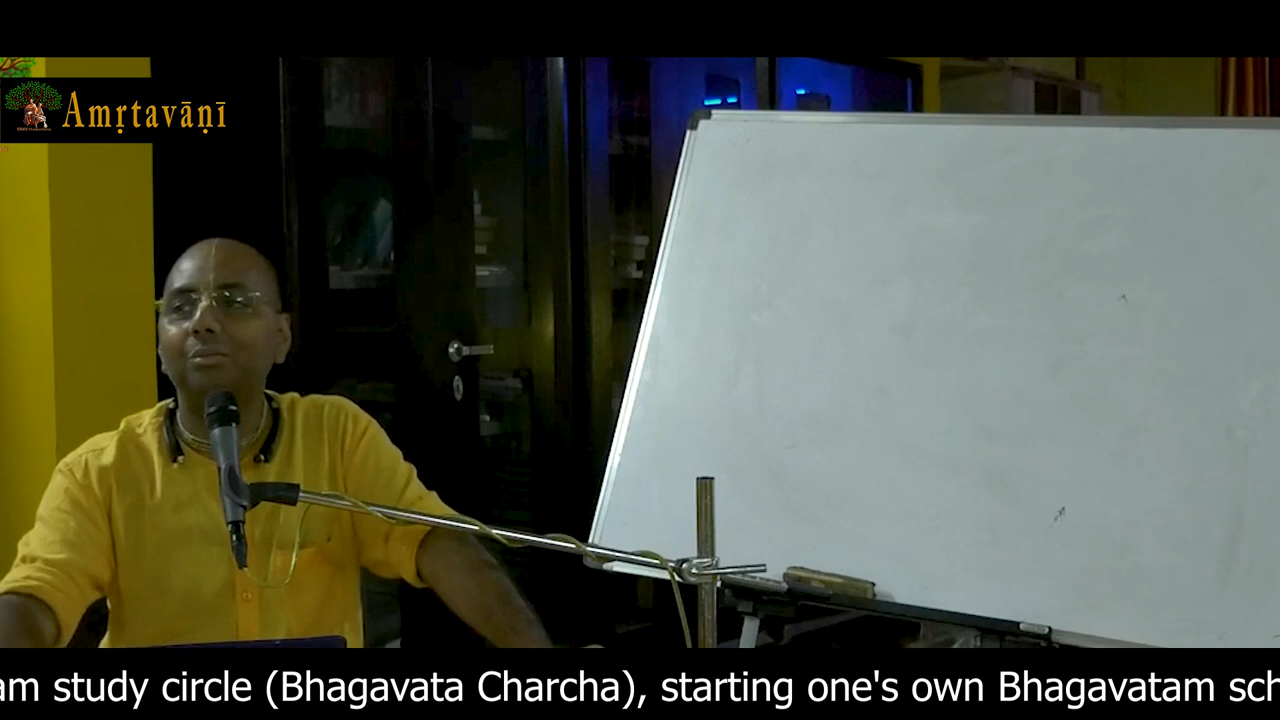 Amṛtavāṇī
am study circle (Bhagavata Charcha), starting one's own Bhagavatam sch